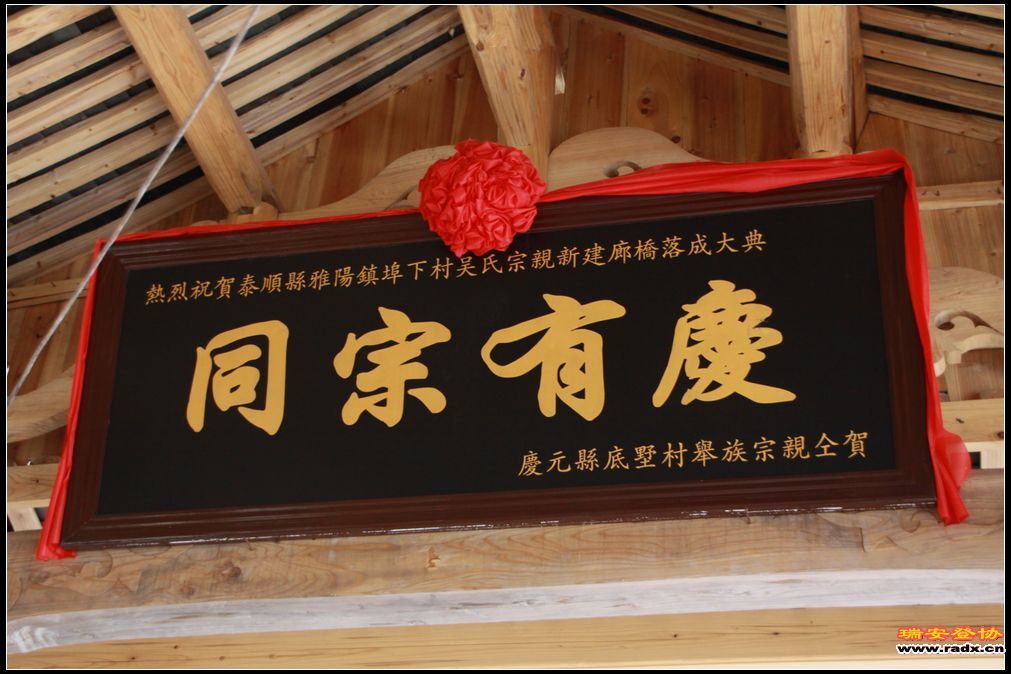 熱烈祝賀泰順縣雅陽鎮埠下村吴氏宗親新建廊橋落成大典
同宗有慶
慶元縣底墅村舉族宗親仝賀
瑞安登协
www.radx.cn